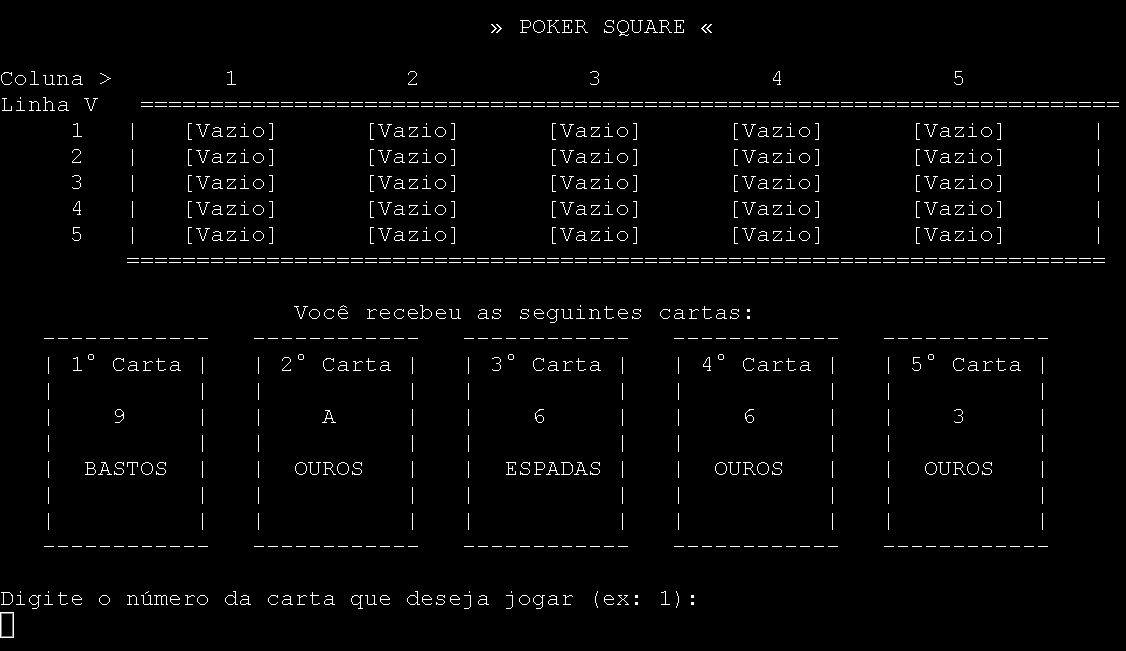 » POKER SQUARE «
Coluna > 1 2 3 4 5
Linha V ======================================================================
1 | [Vazio] [Vazio] [Vazio] [Vazio] [Vazio] |
2 | [Vazio] [Vazio] [Vazio] [Vazio] [Vazio] |
3 | [Vazio] [Vazio] [Vazio] [Vazio] [Vazio] |
4 | [Vazio] [Vazio] [Vazio] [Vazio] [Vazio] |
5 | [Vazio] [Vazio] [Vazio] [Vazio] [Vazio] |
======================================================================
Você recebeu as seguintes cartas:
------------ ------------ ------------ ------------ ------------
| 1° Carta | | 2° Carta | | 3° Carta | | 4° Carta | | 5° Carta |
| | | | | | | | | |
| 9 | | A | | 6 | | 6 | | 3 |
| | | | | | | | | |
| BASTOS | | OUROS | | ESPADAS | | OUROS | | OUROS |
| | | | | | | | | |
| | | | | | | | | |
------------ ------------ ------------ ------------ ------------
Digite o número da carta que deseja jogar (ex: 1):